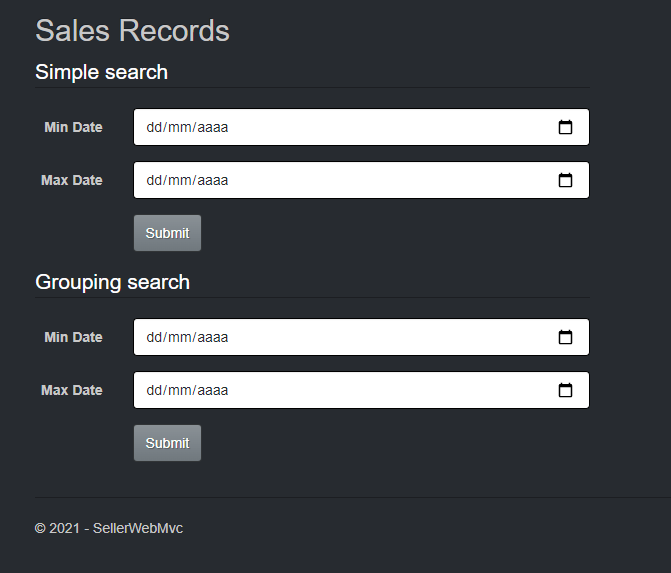 Sales Records
Simple search
Min Date dd/mm/aaaa
Max Date dd/mm/aaaa
Submit
Grouping search
Min Date dd/mm/aaaa
Max Date dd/mm/aaaa
Submit
© 2021 - SellerWebMvc